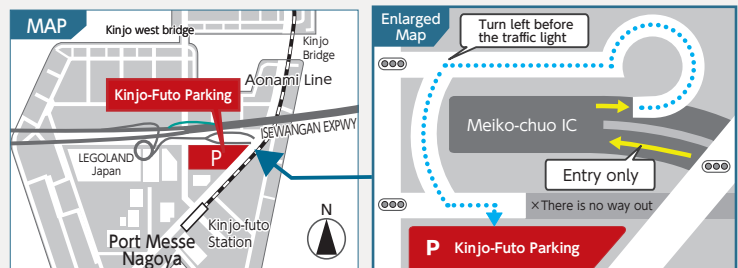 MAP
Kinjo west bridge
Kinjo
Bridge
Aonami Line
Kinjo-Futo Parking
ISEWANGAN EXPWY
P
LEGOLAND
Japan
N
Kinjo-futo
Station
Port Messe
Nagoya
Enlarged
Map
Turn left before
the traffic light
Meiko-chuo IC
Entry only
×There is no way out
P Kinjo-Futo Parking